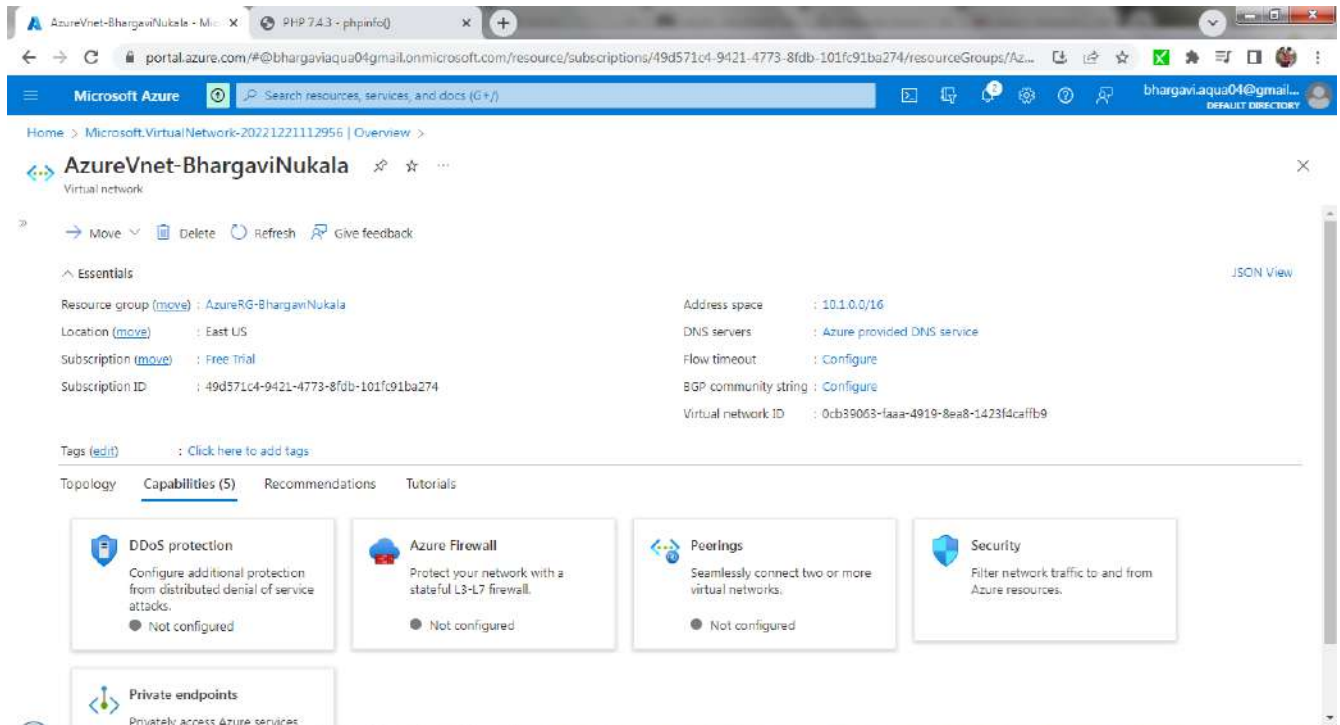 AzureVnet-BhargaviNukala - Mic
PHP 7.4.3 - phpinfo()
portal.azure.com/#@bhargaviaqua04gmail.onmicrosoft.com/resource/subscriptions/49d571c4-9421-4773-8fdb-101fc91ba274/resourceGroups/Az...
Microsoft Azure
Search resources, services, and docs (G+/)
2
bhargavi.aqua04@gmail...
DEFAULT DIRECTORY
Home > Microsoft.VirtualNetwork-20221221112956 | Overview >
AzureVnet-BhargaviNukala
Virtual network
Move
Delete
Refresh
Give feedback
Essentials
JSON View
Resource group (move) : AzureRG-BhargaviNukala
Location (move) : East US
Subscription (move) : Free Trial
Subscription ID : 49d571c4-9421-4773-8fdb-101fc91ba274
Address space : 10.1.0.0/16
DNS servers : Azure provided DNS service
Flow timeout : Configure
BGP community string : Configure
Virtual network ID : 0cb39063-faaa-4919-8ea8-1423f4caffb9
Tags (edit) : Click here to add tags
Topology
Capabilities (5)
Recommendations
Tutorials
DDoS protection
Configure additional protection
from distributed denial of service
attacks.
Not configured
Azure Firewall
Protect your network with a
stateful L3-L7 firewall.
Not configured
Peerings
Seamlessly connect two or more
virtual networks.
Not configured
Security
Filter network traffic to and from
Azure resources.
Private endpoints
Privately access Azure services